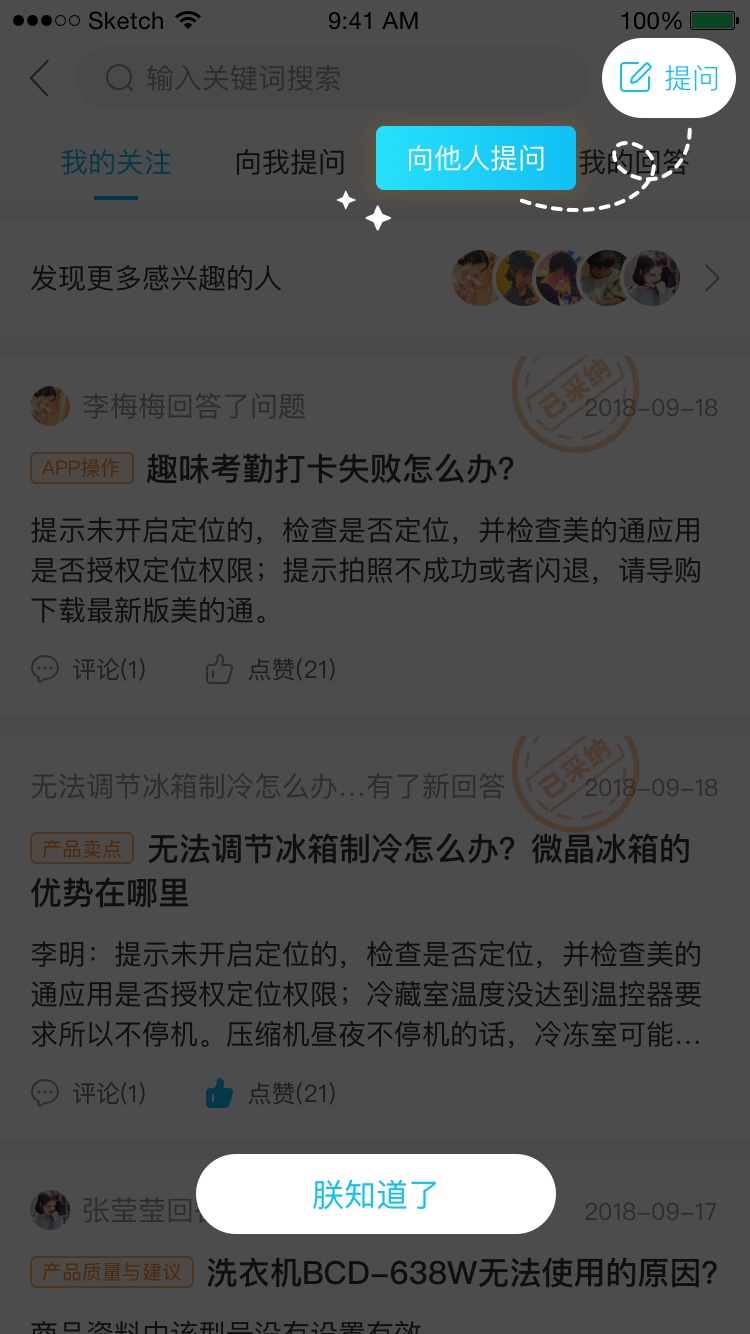 Sketch 9:41 AM 100%
输入关键词搜索 提问
我的关注 向我提问 向他人提问 我的回答
发现更多感兴趣的人
已采纳
李梅梅回答了问题 2018-09-18
APP操作 趣味考勤打卡失败怎么办?
提示未开启定位的，检查是否定位，并检查美的通应用
是否授权定位权限；提示拍照不成功或者闪退，请导购
下载最新版美的通。
评论(1) 点赞(21)
已采纳
无法调节冰箱制冷怎么办...有了新回答 2018-09-18
产品卖点 无法调节冰箱制冷怎么办？微晶冰箱的
优势在哪里
李明：提示未开启定位的，检查是否定位，并检查美的
通应用是否授权定位权限；冷藏室温度没达到温控器要
求所以不停机。压缩机昼夜不停机的话，冷冻室可能...
评论(1) 点赞(21)
朕知道了
张莹莹回 2018-09-17
产品质量与建议 洗衣机BCD-638W无法使用的原因?
商品资料中该型号没有设置有效